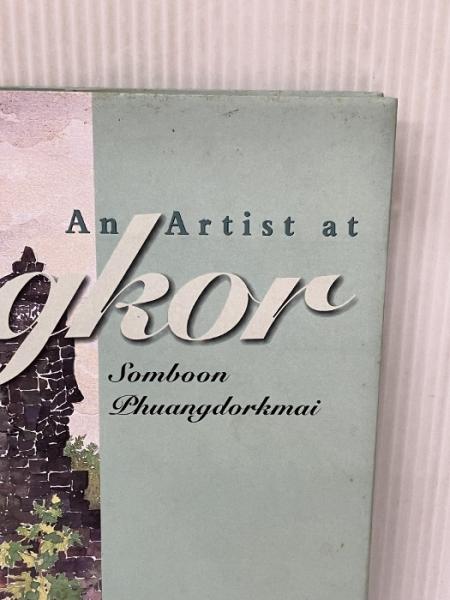 An Artist at
gkor
Somboon
Phuangdorkmai